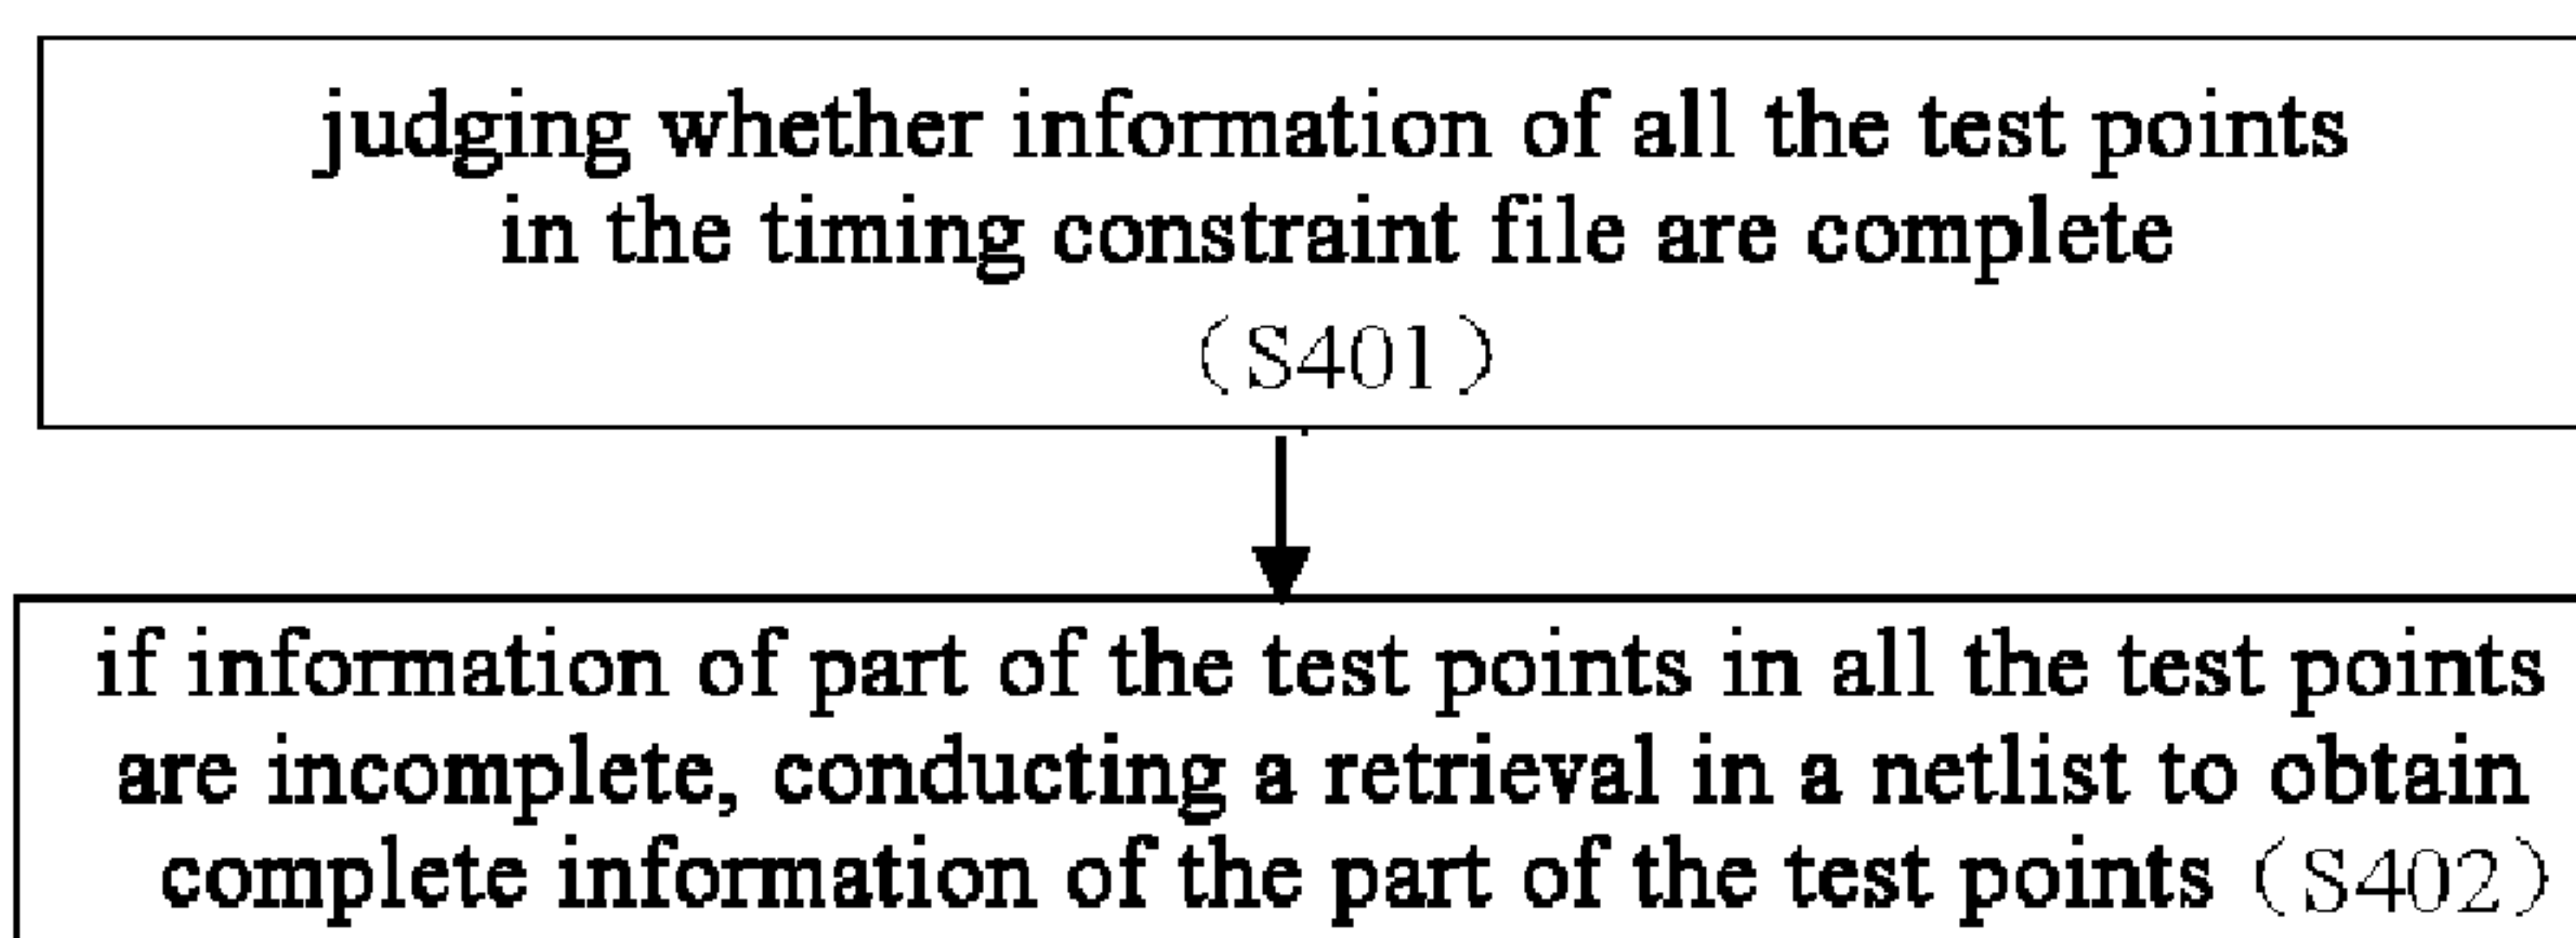 judging whether information of all the test points
in the timing constraint file are complete
（S401）
if information of part of the test points in all the test points
are incomplete, conducting a retrieval in a netlist to obtain
complete information of the part of the test points（S402）